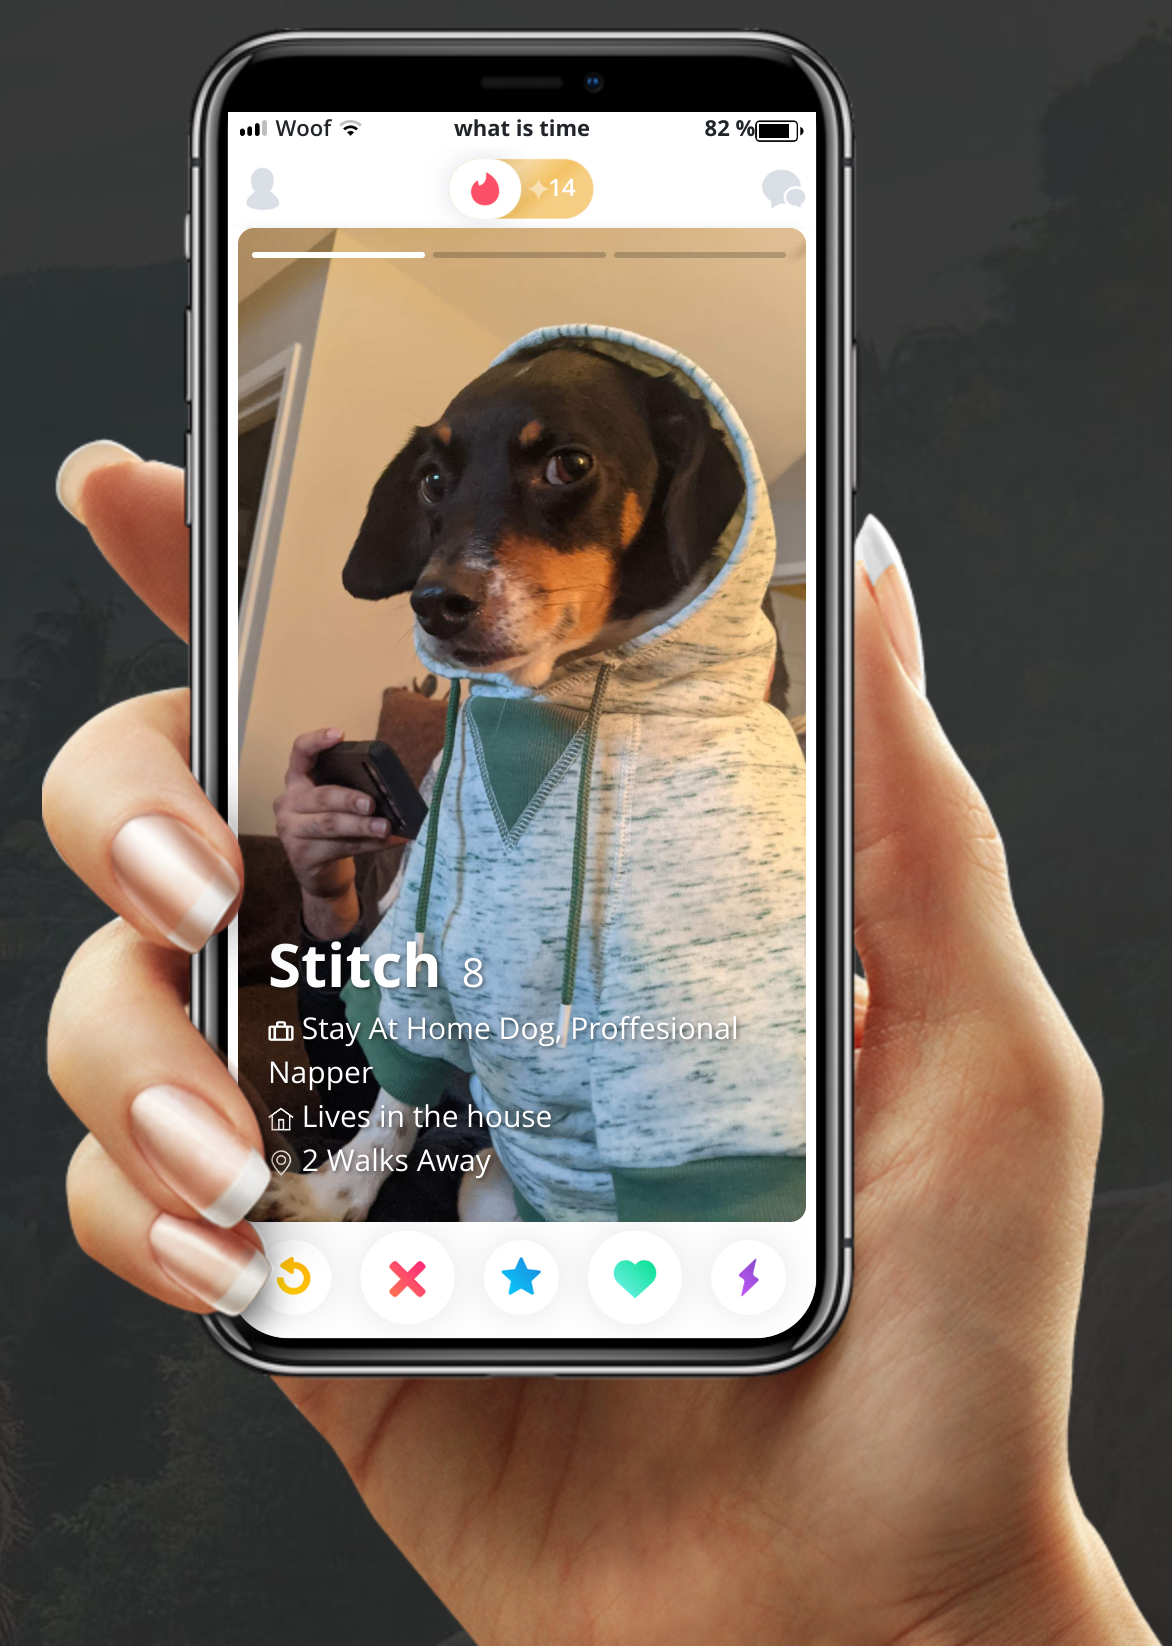 Woof what is time 82 %
14
Stitch 8
Stay At Home Dog, Proffesional
Napper
Lives in the house
2 Walks Away